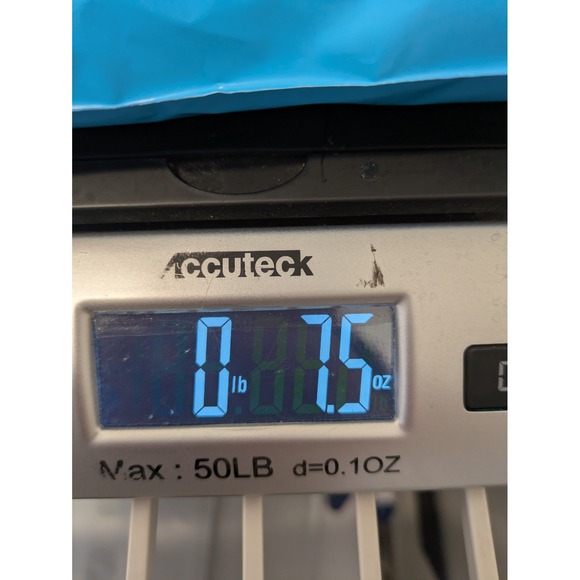 Accuteck
0 lb 7.5 oz
Max : 50LB d=0.1OZ